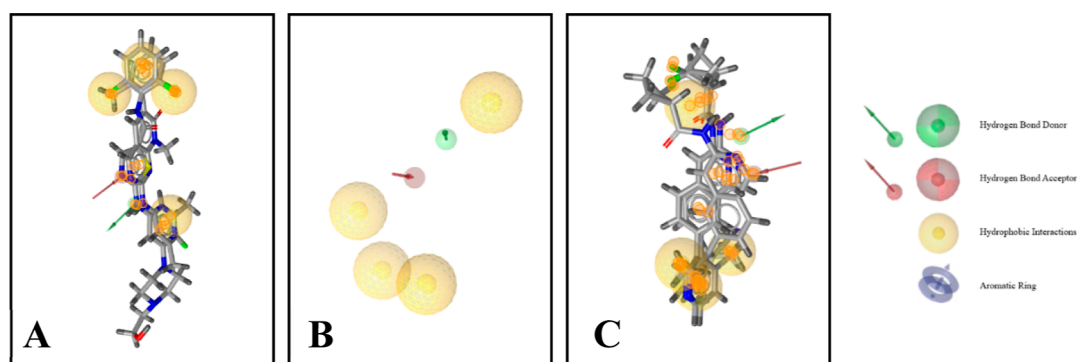 A
B
C
Hydrogen Bond Donor
Hydrogen Bond Acceptor
Hydrophobic Interactions
Aromatic Ring